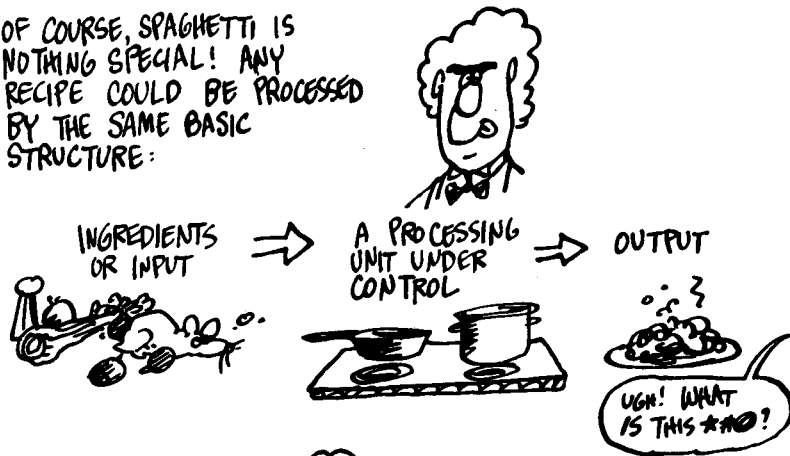 OF COURSE, SPAGHETTI IS
NOTHING SPECIAL! ANY
RECIPE COULD BE PROCESSED
BY THE SAME BASIC
STRUCTURE:
INGREDIENTS
OR INPUT
A PROCESSING
UNIT UNDER
CONTROL
OUTPUT
UGH! WHAT
IS THIS **@?